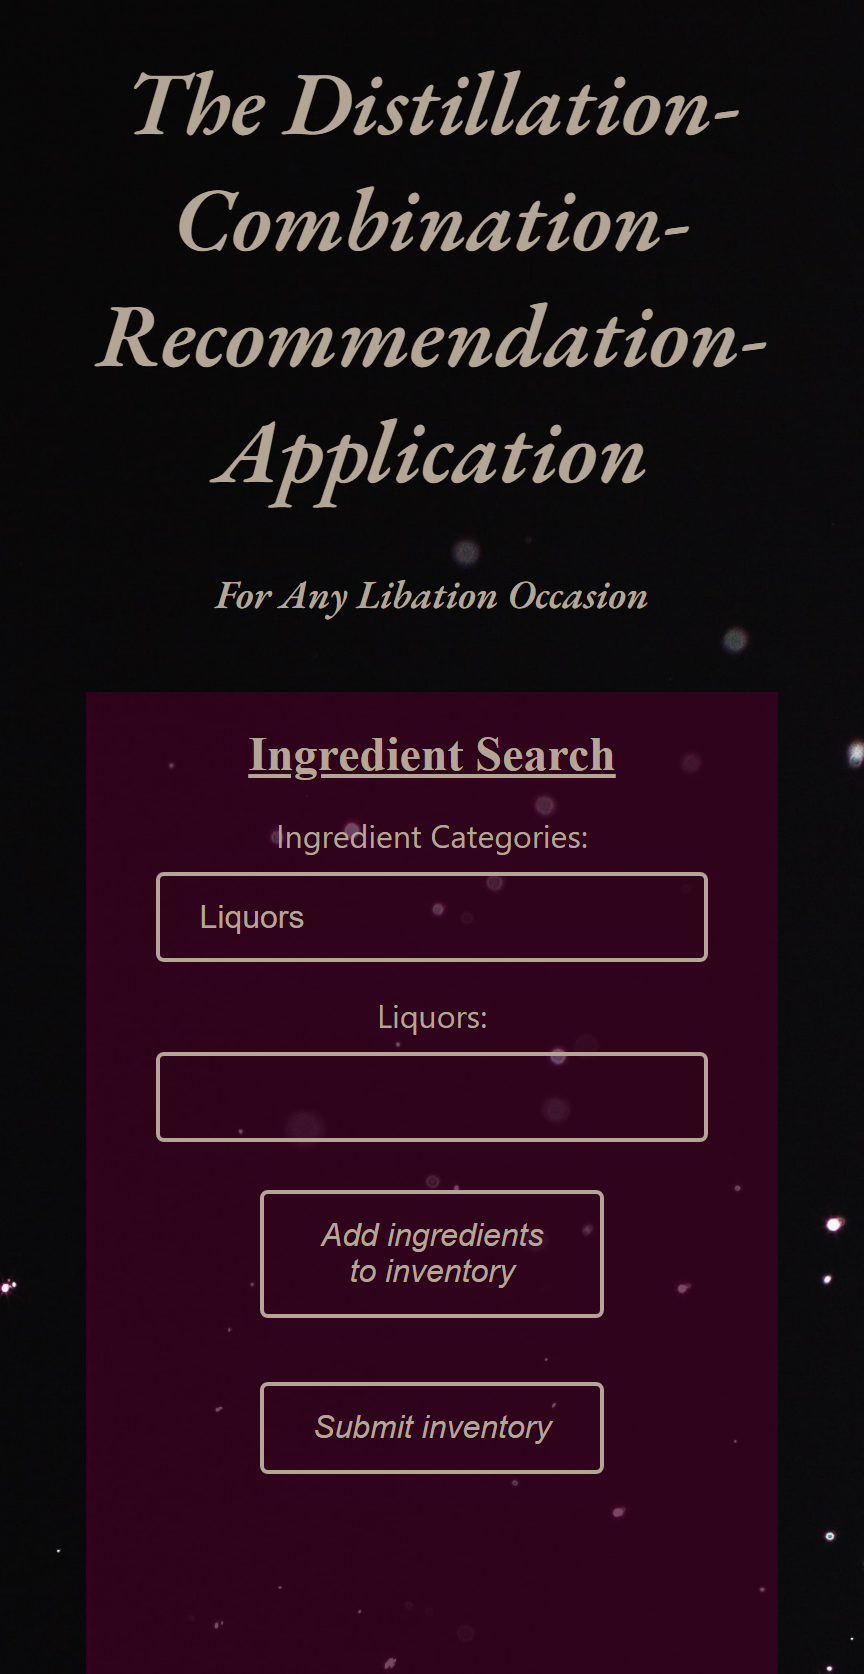 The Distillation-
Combination-
Recommendation-
Application
For Any Libation Occasion
Ingredient Search
Ingredient Categories:
Liquors
Liquors:
Add ingredients
to inventory
Submit inventory